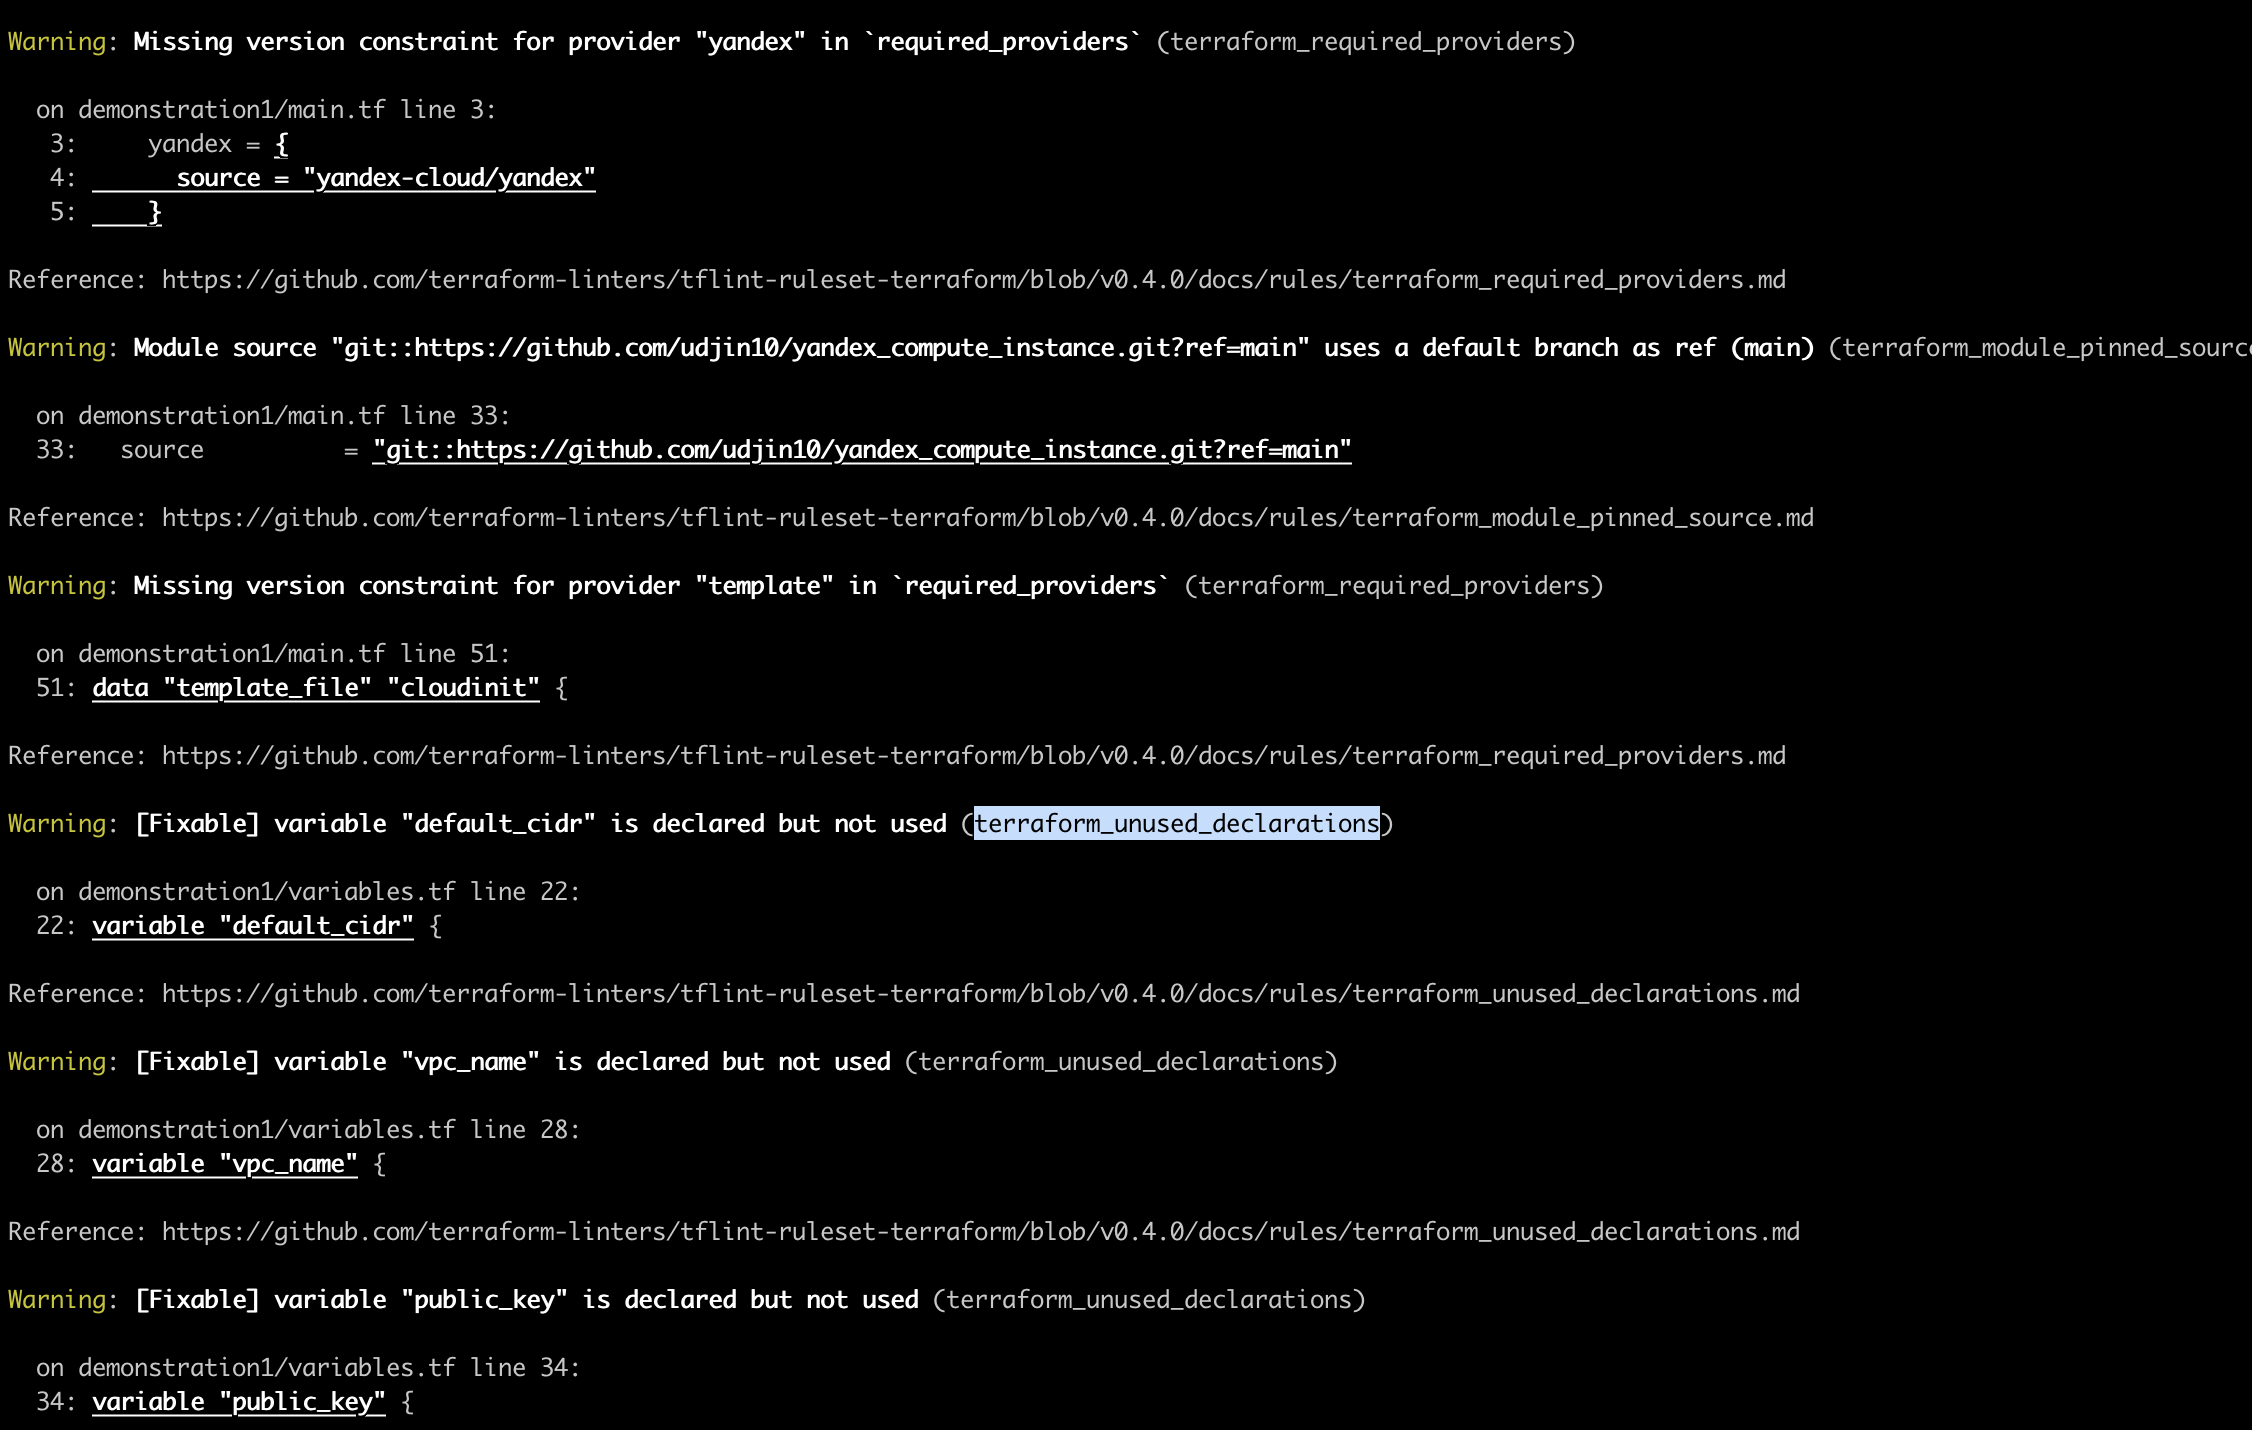 Warning: Missing version constraint for provider "yandex" in `required_providers` (terraform_required_providers)
on demonstration1/main.tf line 3:
3:     yandex = {
4:       source = "yandex-cloud/yandex"
5:     }
Reference: https://github.com/terraform-linters/tflint-ruleset-terraform/blob/v0.4.0/docs/rules/terraform_required_providers.md
Warning: Module source "git::https://github.com/udjin10/yandex_compute_instance.git?ref=main" uses a default branch as ref (main) (terraform_module_pinned_source
on demonstration1/main.tf line 33:
33:   source          = "git::https://github.com/udjin10/yandex_compute_instance.git?ref=main"
Reference: https://github.com/terraform-linters/tflint-ruleset-terraform/blob/v0.4.0/docs/rules/terraform_module_pinned_source.md
Warning: Missing version constraint for provider "template" in `required_providers` (terraform_required_providers)
on demonstration1/main.tf line 51:
51: data "template_file" "cloudinit" {
Reference: https://github.com/terraform-linters/tflint-ruleset-terraform/blob/v0.4.0/docs/rules/terraform_required_providers.md
Warning: [Fixable] variable "default_cidr" is declared but not used (terraform_unused_declarations)
on demonstration1/variables.tf line 22:
22: variable "default_cidr" {
Reference: https://github.com/terraform-linters/tflint-ruleset-terraform/blob/v0.4.0/docs/rules/terraform_unused_declarations.md
Warning: [Fixable] variable "vpc_name" is declared but not used (terraform_unused_declarations)
on demonstration1/variables.tf line 28:
28: variable "vpc_name" {
Reference: https://github.com/terraform-linters/tflint-ruleset-terraform/blob/v0.4.0/docs/rules/terraform_unused_declarations.md
Warning: [Fixable] variable "public_key" is declared but not used (terraform_unused_declarations)
on demonstration1/variables.tf line 34:
34: variable "public_key" {